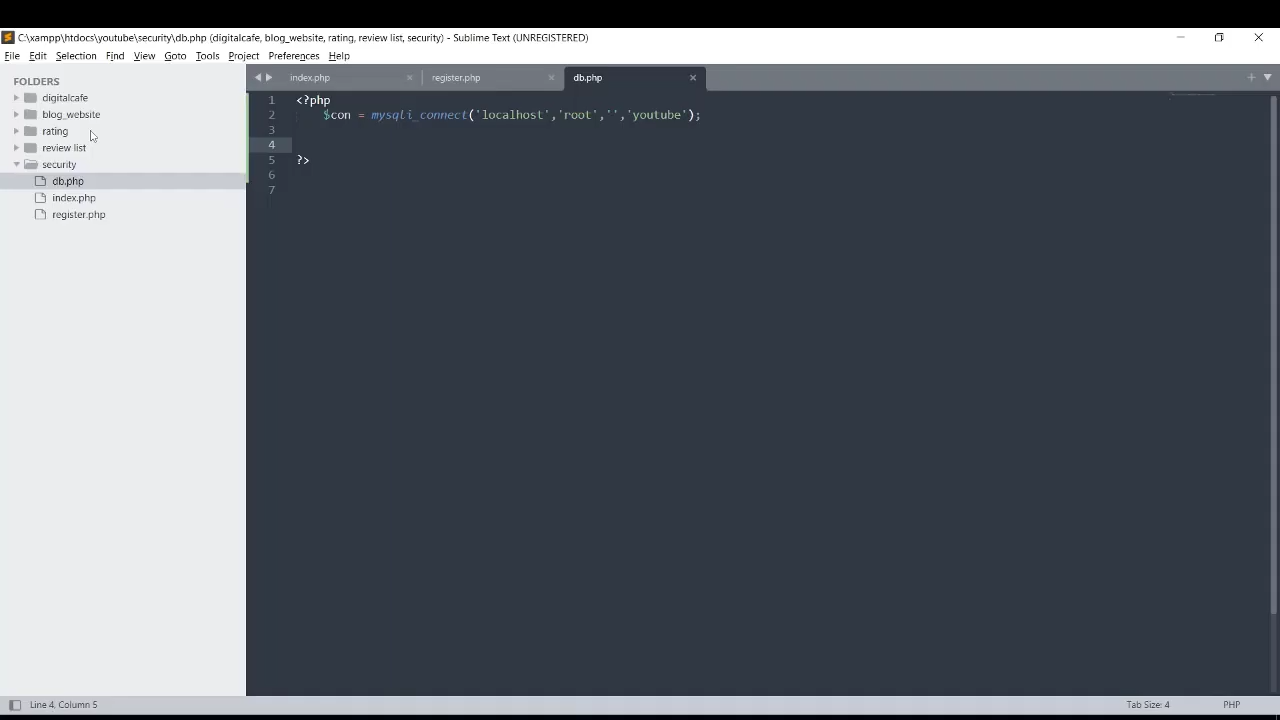 C:\xampp\htdocs\youtube\security\db.php (digitalcafe, blog_website, rating, review list, security) - Sublime Text (UNREGISTERED)
File Edit Selection Find View Goto Tools Project Preferences Help
FOLDERS
digitalcafe
blog_website
rating
review list
security
db.php
index.php
register.php
index.php register.php db.php
1 <?php
2 $con = mysqli_connect('localhost','root','','youtube');
3
4
5 ?>
6
7
Line 4, Column 5 Tab Size: 4 PHP